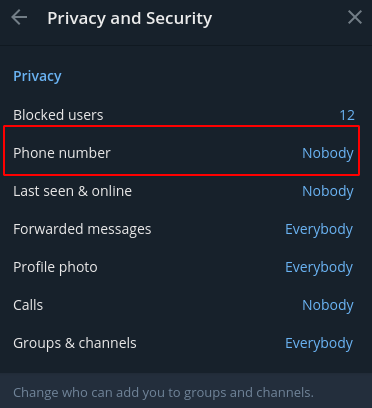 Privacy and Security
Privacy
Blocked users 12
Phone number Nobody
Last seen & online Nobody
Forwarded messages Everybody
Profile photo Everybody
Calls Nobody
Groups & channels Everybody
Change who can add you to groups and channels.